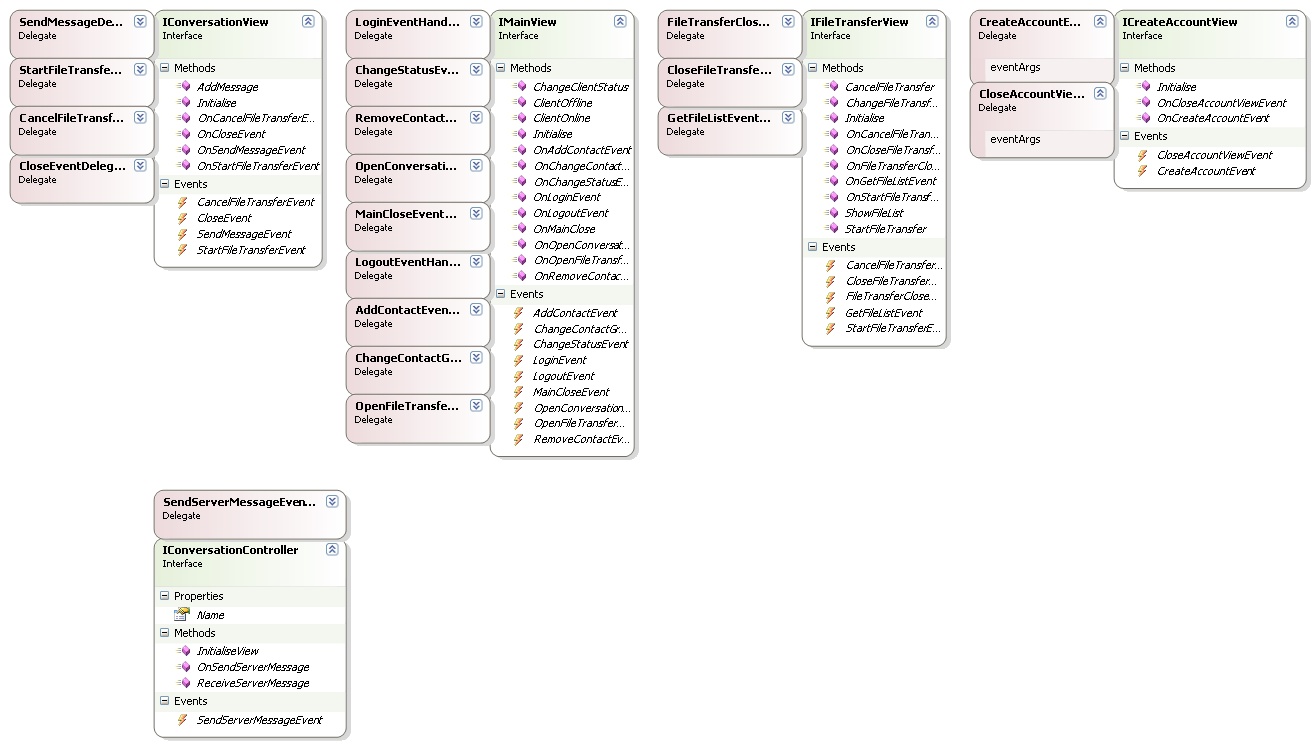 SendMessageDe...
Delegate
StartFileTransfe...
Delegate
CancelFileTransf...
Delegate
CloseEventDeleg...
Delegate
IConversationView
Interface
Methods
AddMessage
Initialise
OnCancelFileTransferE...
OnCloseEvent
OnSendMessageEvent
OnStartFileTransferEvent
Events
CancelFileTransferEvent
CloseEvent
SendMessageEvent
StartFileTransferEvent
LoginEventHand...
Delegate
ChangeStatusEv...
Delegate
RemoveContact...
Delegate
OpenConversati...
Delegate
MainCloseEvent...
Delegate
LogoutEventHan...
Delegate
AddContactEven...
Delegate
ChangeContactG...
Delegate
OpenFileTransfe...
Delegate
IMainView
Interface
Methods
ChangeClientStatus
ClientOffline
ClientOnline
Initialise
OnAddContactEvent
OnChangeContact...
OnChangeStatusE...
OnLoginEvent
OnLogoutEvent
OnMainClose
OnOpenConversat...
OnOpenFileTransf...
OnRemoveContac...
Events
AddContactEvent
ChangeContactGr...
ChangeStatusEvent
LoginEvent
LogoutEvent
MainCloseEvent
OpenConversation...
OpenFileTransfer...
RemoveContactEv...
FileTransferClos...
Delegate
CloseFileTransfe...
Delegate
GetFileListEvent...
Delegate
IFileTransferView
Interface
Methods
CancelFileTransfer
ChangeFileTransf...
Initialise
OnCancelFileTran...
OnCloseFileTransf...
OnFileTransferClo...
OnGetFileListEvent
OnStartFileTransf...
ShowFileList
StartFileTransfer
Events
CancelFileTransfer...
CloseFileTransfer...
FileTransferClose...
GetFileListEvent
StartFileTransferE...
CreateAccountE...
Delegate
eventArgs
CloseAccountVie...
Delegate
eventArgs
ICreateAccountView
Interface
Methods
Initialise
OnCloseAccountViewEvent
OnCreateAccountEvent
Events
CloseAccountViewEvent
CreateAccountEvent
SendServerMessageEven...
Delegate
IConversationController
Interface
Properties
Name
Methods
InitialiseView
OnSendServerMessage
ReceiveServerMessage
Events
SendServerMessageEvent